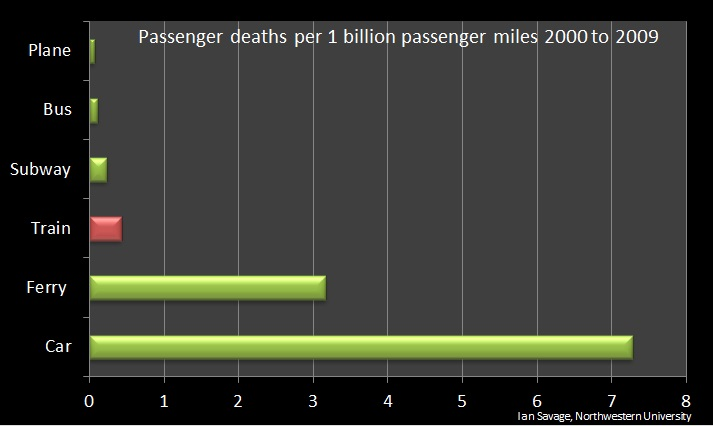 Passenger deaths per 1 billion passenger miles 2000 to 2009
Plane
Bus
Subway
Train
Ferry
Car
0 1 2 3 4 5 6 7 8
Ian Savage, Northwestern University